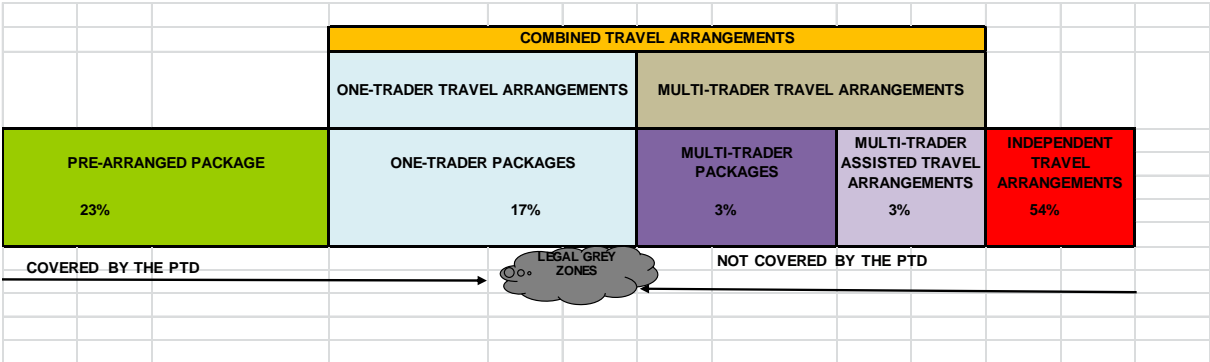 COMBINED TRAVEL ARRANGEMENTS
ONE-TRADER TRAVEL ARRANGEMENTS
MULTI-TRADER TRAVEL ARRANGEMENTS
PRE-ARRANGED PACKAGE
23%
ONE-TRADER PACKAGES
17%
MULTI-TRADER
PACKAGES
3%
MULTI-TRADER
ASSISTED TRAVEL
ARRANGEMENTS
3%
INDEPENDENT
TRAVEL
ARRANGEMENTS
54%
COVERED BY THE PTD
LEGAL GREY
ZONES
NOT COVERED BY THE PTD